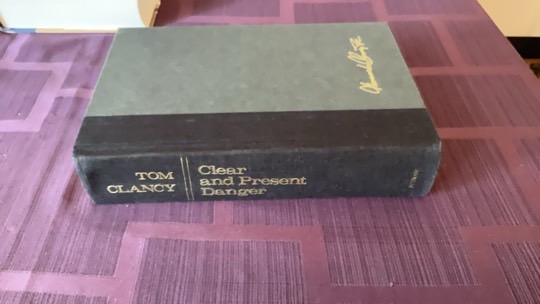 TOM
CLANCY
Clear
and Present
Danger